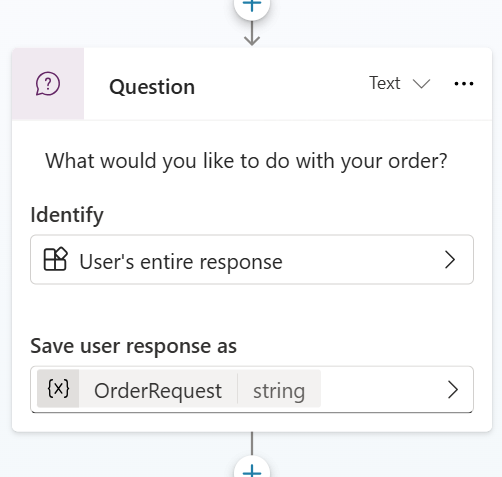 Question
Text
What would you like to do with your order?
Identify
User's entire response
Save user response as
{x} OrderRequest string